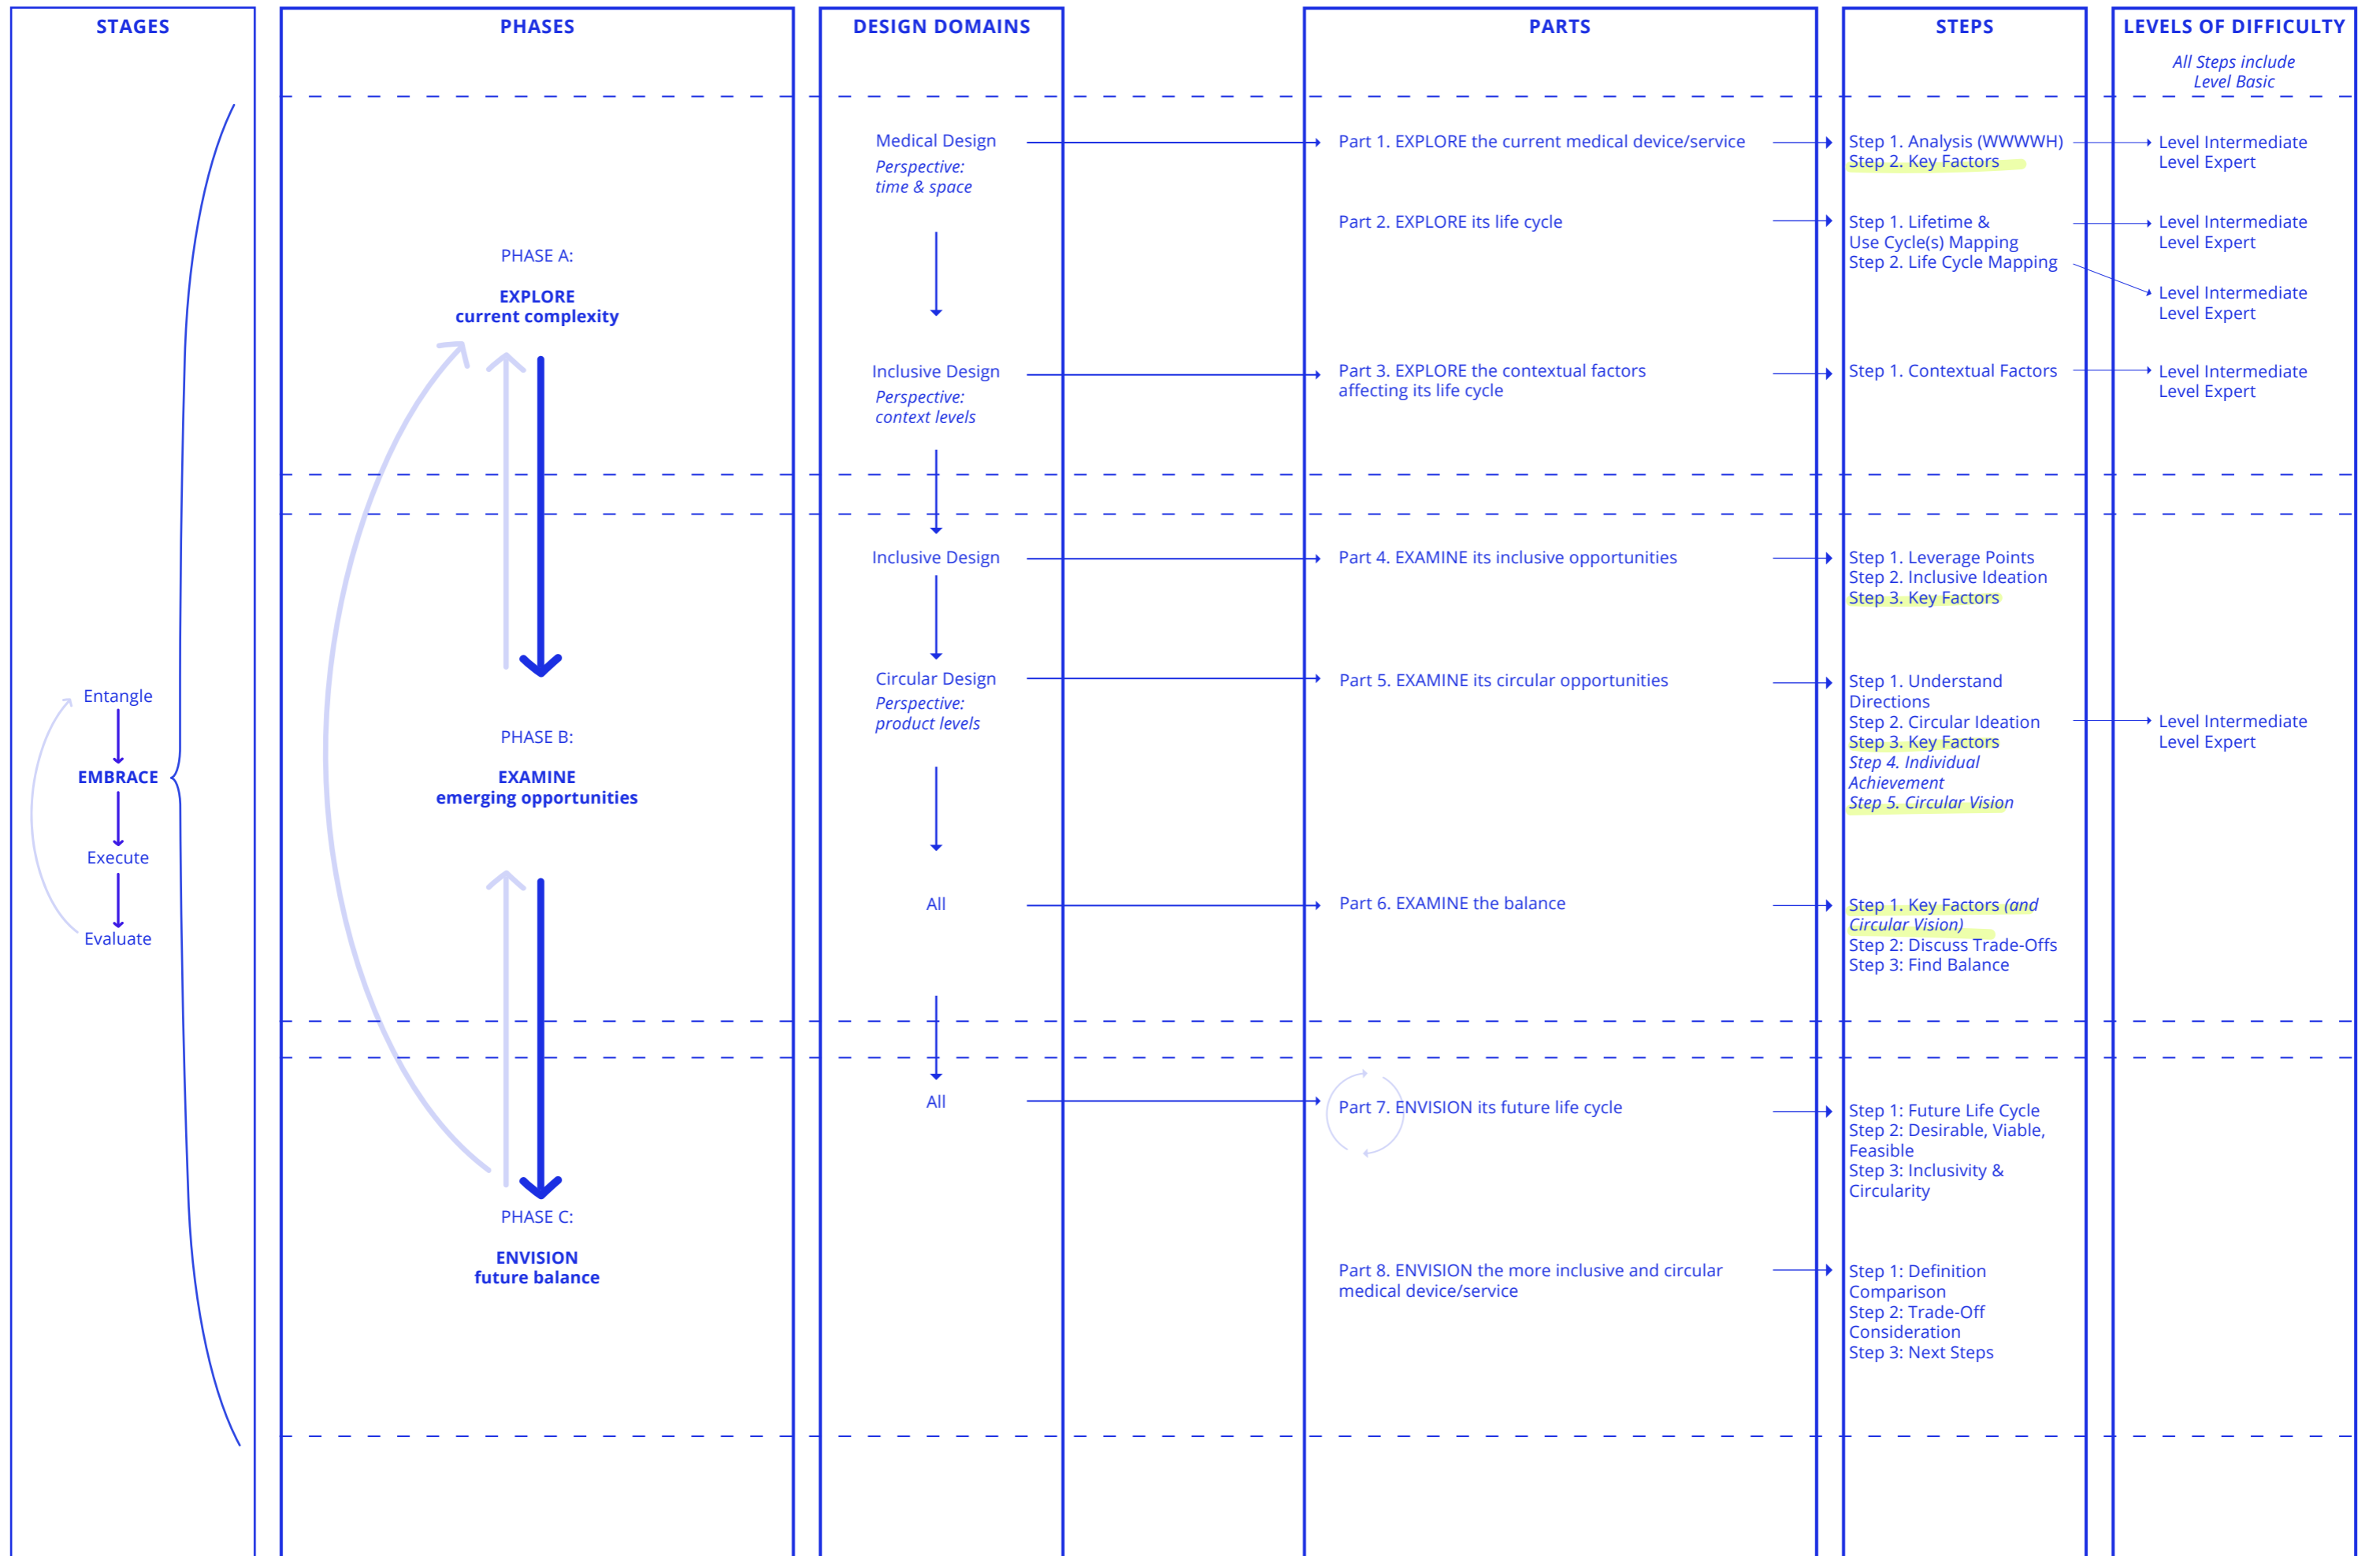 STAGES
PHASES
DESIGN DOMAINS
PARTS
STEPS
LEVELS OF DIFFICULTY
All Steps include
Level Basic
Entangle
EMBRACE
Execute
Evaluate
PHASE A:
EXPLORE
current complexity
PHASE B:
EXAMINE
emerging opportunities
PHASE C:
ENVISION
future balance
Medical Design
Perspective:
time & space
Inclusive Design
Perspective:
context levels
Inclusive Design
Circular Design
Perspective:
product levels
All
All
Part 1. EXPLORE the current medical device/service
Part 2. EXPLORE its life cycle
Part 3. EXPLORE the contextual factors
affecting its life cycle
Part 4. EXAMINE its inclusive opportunities
Part 5. EXAMINE its circular opportunities
Part 6. EXAMINE the balance
Part 7. ENVISION its future life cycle
Part 8. ENVISION the more inclusive and circular
medical device/service
Step 1. Analysis (WWWWH)
Step 2. Key Factors
Step 1. Lifetime &
Use Cycle(s) Mapping
Step 2. Life Cycle Mapping
Step 1. Contextual Factors
Step 1. Leverage Points
Step 2. Inclusive Ideation
Step 3. Key Factors
Step 1. Understand
Directions
Step 2. Circular Ideation
Step 3. Key Factors
Step 4. Individual
Achievement
Step 5. Circular Vision
Step 1. Key Factors (and
Circular Vision)
Step 2: Discuss Trade-Offs
Step 3: Find Balance
Step 1: Future Life Cycle
Step 2: Desirable, Viable,
Feasible
Step 3: Inclusivity &
Circularity
Step 1: Definition
Comparison
Step 2: Trade-Off
Consideration
Step 3: Next Steps
Level Intermediate
Level Expert
Level Intermediate
Level Expert
Level Intermediate
Level Expert
Level Intermediate
Level Expert
Level Intermediate
Level Expert